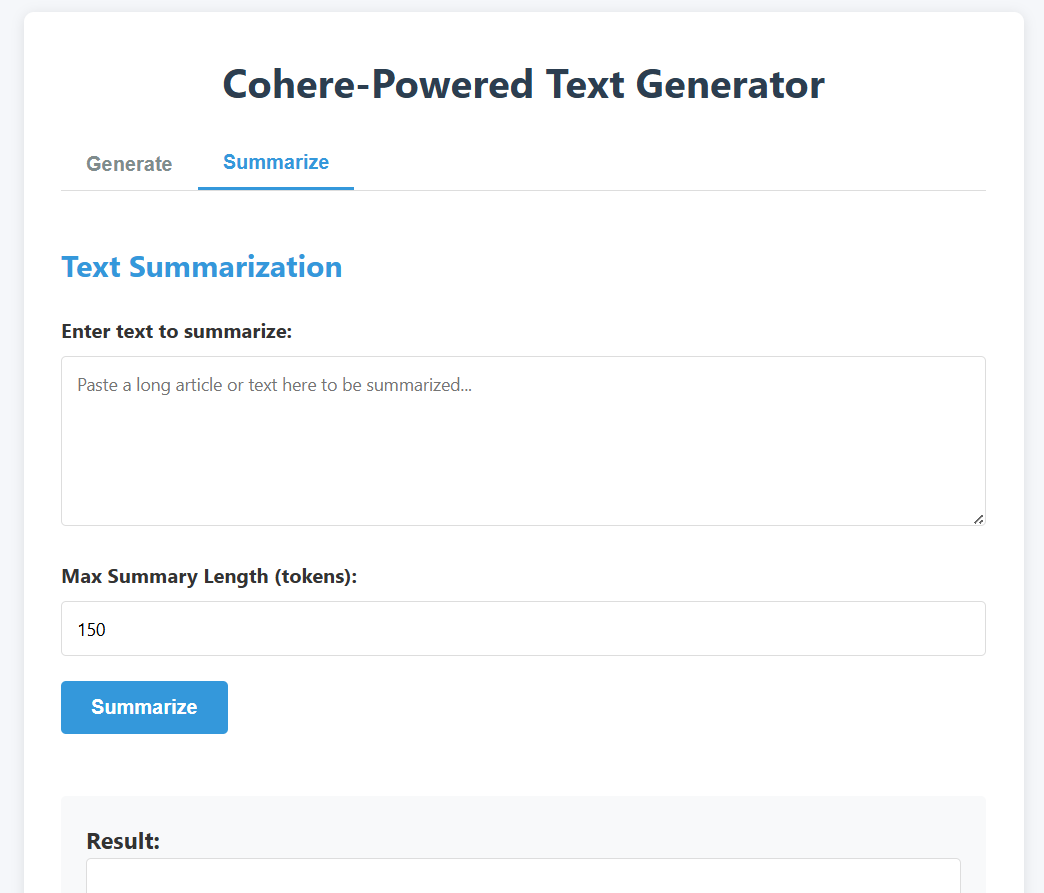 Cohere-Powered Text Generator
Generate
Summarize
Text Summarization
Enter text to summarize:
Paste a long article or text here to be summarized...
Max Summary Length (tokens):
150
Summarize
Result: